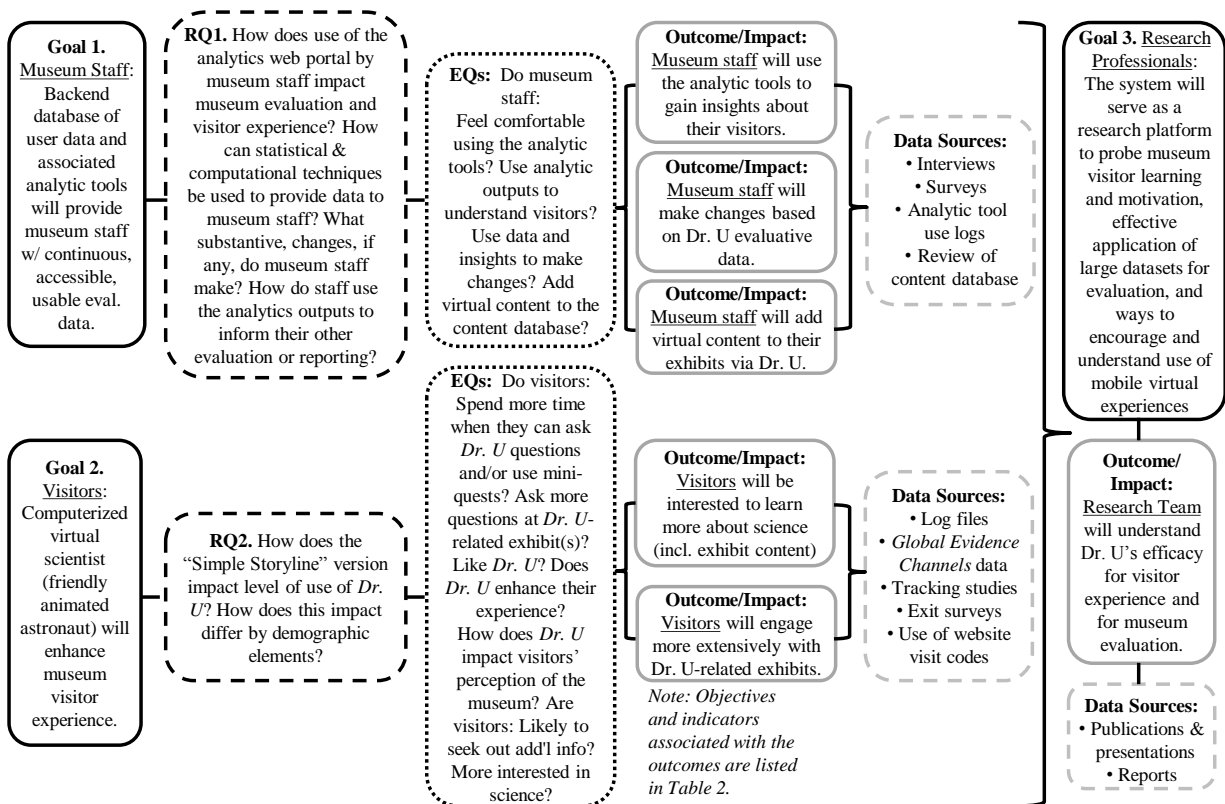 Goal 1.
Museum Staff:
Backend
database of
user data and
associated
analytic tools
will provide
museum staff
w/ continuous,
accessible,
usable eval.
data.
RQ1. How does use of the
analytics web portal by
museum staff impact
museum evaluation and
visitor experience? How
can statistical &
computational techniques
be used to provide data to
museum staff? What
substantive, changes, if
any, do museum staff
make? How do staff use
the analytics outputs to
inform their other
evaluation or reporting?
EQs: Do museum
staff:
Feel comfortable
using the analytic
tools? Use analytic
outputs to
understand visitors?
Use data and
insights to make
changes? Add
virtual content to the
content database?
Outcome/Impact:
Museum staff will use
the analytic tools to
gain insights about
their visitors.
Outcome/Impact:
Museum staff will
make changes based
on Dr. U evaluative
data.
Outcome/Impact:
Museum staff will add
virtual content to their
exhibits via Dr. U.
Data Sources:
• Interviews
• Surveys
• Analytic tool
use logs
• Review of
content database
Goal 2.
Visitors:
Computerized
virtual
scientist
(friendly
animated
astronaut) will
enhance
museum
visitor
experience.
RQ2. How does the
“Simple Storyline” version
impact level of use of Dr.
U? How does this impact
differ by demographic
elements?
EQs: Do visitors:
Spend more time
when they can ask
Dr. U questions
and/or use mini-
quests? Ask more
questions at Dr. U-
related exhibit(s)?
Like Dr. U? Does
Dr. U enhance their
experience?
How does Dr. U
impact visitors’
perception of the
museum? Are
visitors: Likely to
seek out add'l info?
More interested in
science?
Outcome/Impact:
Visitors will be
interested to learn
more about science
(incl. exhibit content)
Outcome/Impact:
Visitors will engage
more extensively with
Dr. U-related exhibits.
Note: Objectives
and indicators
associated with the
outcomes are listed
in Table 2.
Data Sources:
• Log files
• Global Evidence
Channels data
• Tracking studies
• Exit surveys
• Use of website
visit codes
Goal 3. Research
Professionals:
The system will
serve as a
research platform
to probe museum
visitor learning
and motivation,
effective
application of
large datasets for
evaluation, and
ways to
encourage and
understand use of
mobile virtual
experiences
Outcome/
Impact:
Research Team
will understand
Dr. U's efficacy
for visitor
experience and
for museum
evaluation.
Data Sources:
• Publications &
presentations
• Reports